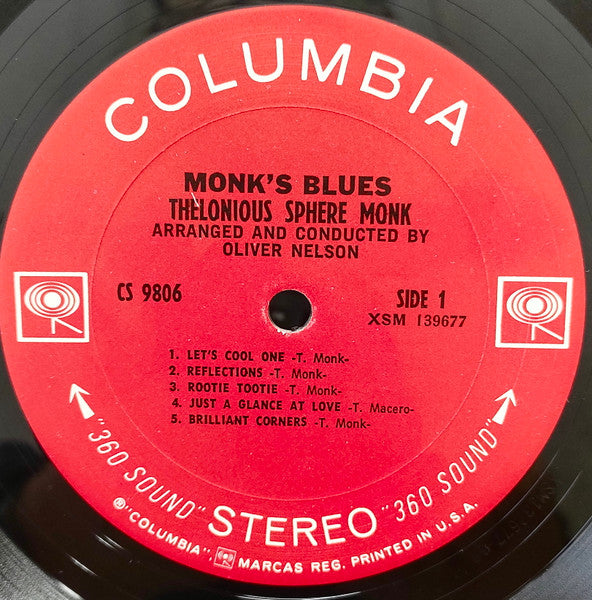 COLUMBIA
MONK'S BLUES
THELONIOUS SPHERE MONK
ARRANGED AND CONDUCTED BY
OLIVER NELSON
CS 9806
SIDE 1
XSM 139677
1. LET'S COOL ONE -T. Monk-
2. REFLECTIONS -T. Monk-
3. ROOTIE TOOTIE -T. Monk-
4. JUST A GLANCE AT LOVE -T. Macero-
5. BRILLIANT CORNERS -T. Monk-
"360 SOUND" STEREO "360 SOUND"
Ⓟ"COLUMBIA", MARCAS REG. PRINTED IN U.S.A.